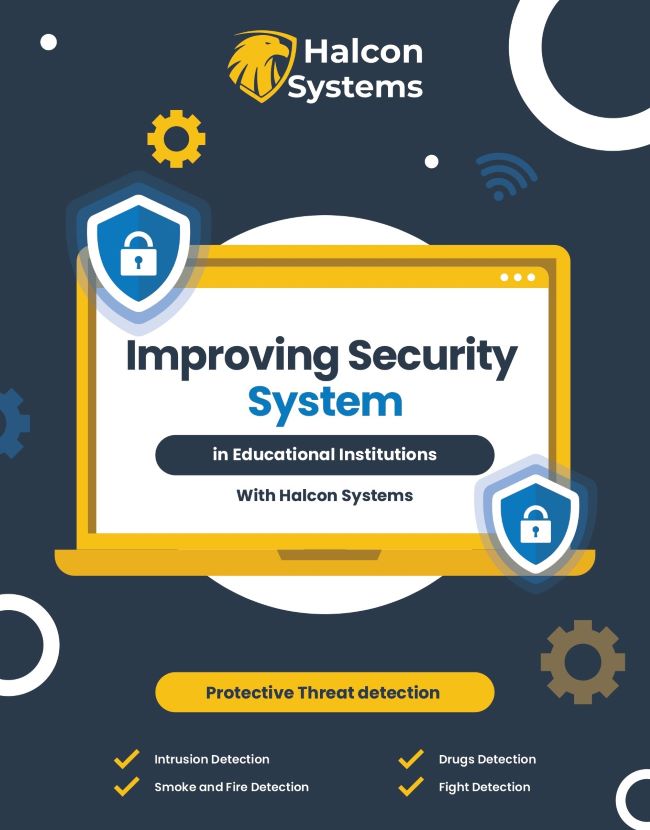 Halcon
Systems
Improving Security
System
in Educational Institutions
With Halcon Systems
Protective Threat detection
Intrusion Detection
Drugs Detection
Smoke and Fire Detection
Fight Detection